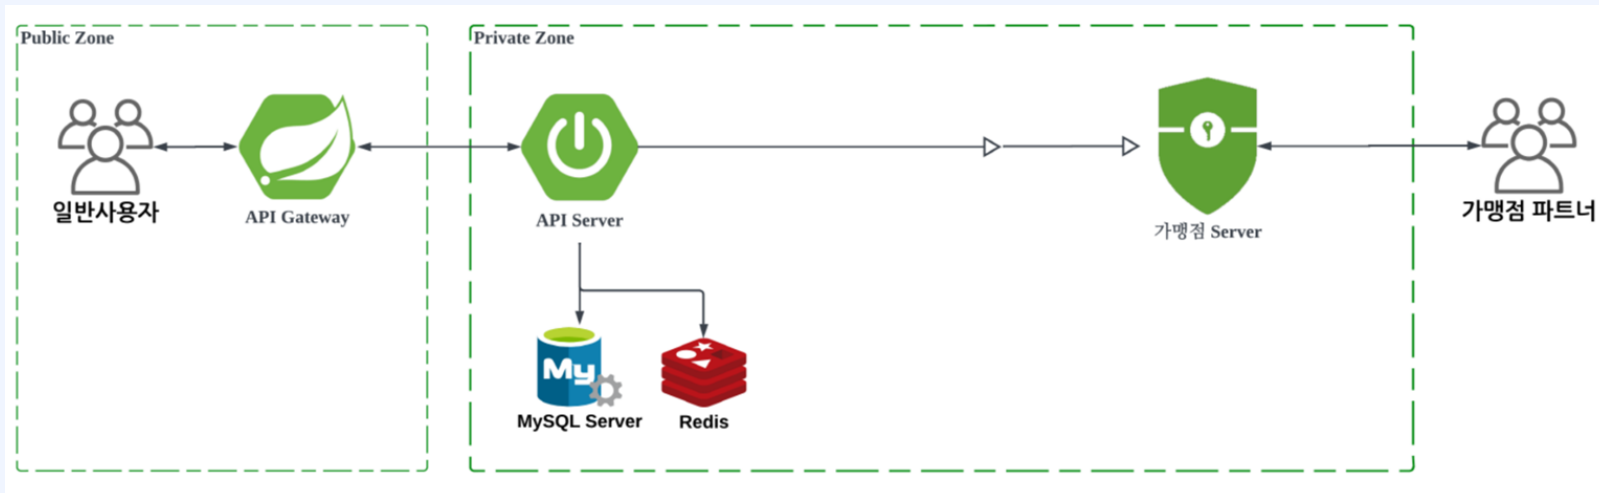 Public Zone
Private Zone
일반사용자
API Gateway
API Server
가맹점 Server
가맹점 파트너
My
MySQL Server
Redis